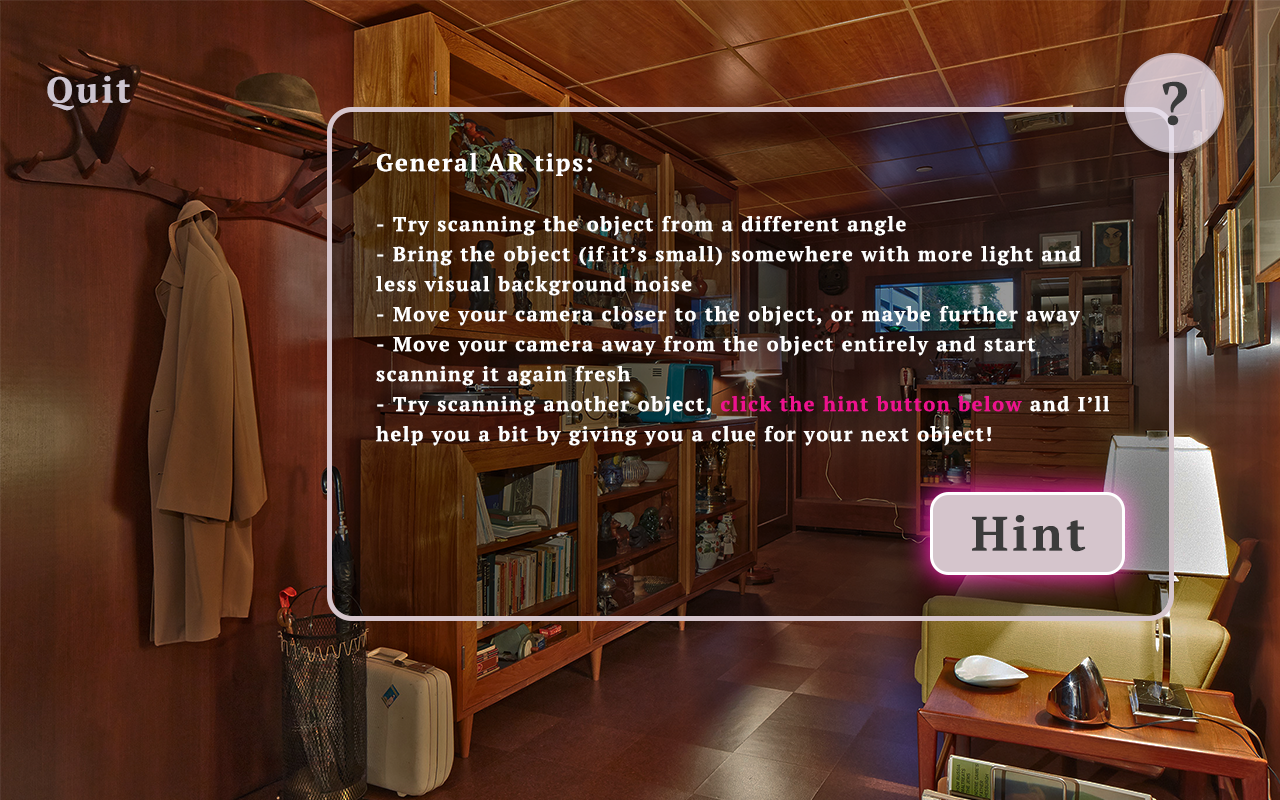 Quit
?
General AR tips:
- Try scanning the object from a different angle
- Bring the object (if it’s small) somewhere with more light and
less visual background noise
- Move your camera closer to the object, or maybe further away
- Move your camera away from the object entirely and start
scanning it again fresh
- Try scanning another object, click the hint button below and I’ll
help you a bit by giving you a clue for your next object!
Hint